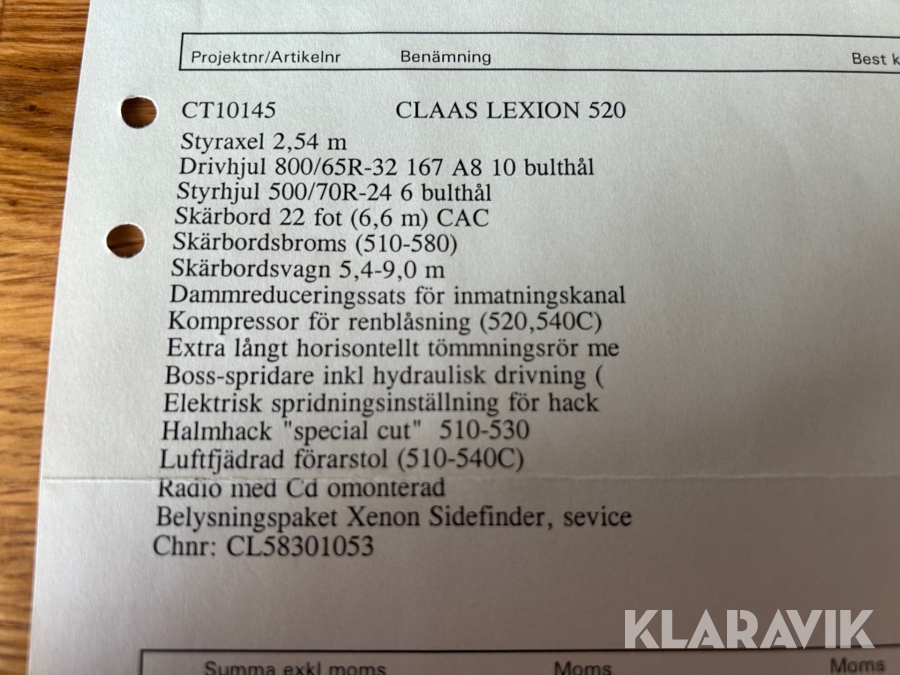 Projektnr/Artikelnr Benämning Best k
CT10145 CLAAS LEXION 520
Styraxel 2,54 m
Drivhjul 800/65R-32 167 A8 10 bulthål
Styrhjul 500/70R-24 6 bulthål
Skärbord 22 fot (6,6 m) CAC
Skärbordsbroms (510-580)
Skärbordsvagn 5,4-9,0 m
Dammreduceringssats för inmatningskanal
Kompressor för renblåsning (520,540C)
Extra långt horisontellt tömmningsrör me
Boss-spridare inkl hydraulisk drivning (
Elektrisk spridningsinställning för hack
Halmhack "special cut" 510-530
Luftfjädrad förarstol (510-540C)
Radio med Cd omonterad
Belysningspaket Xenon Sidefinder, sevice
Chnr: CL58301053
KLARAVIK
Summa exkl moms Moms Moms